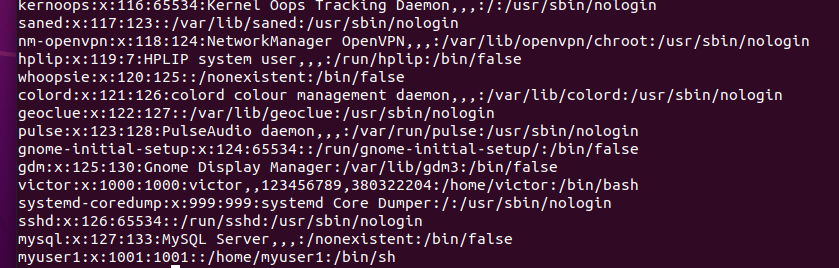 kernoops:x:116:65534:Kernel Oops Tracking Daemon,,,:/:/usr/sbin/nologin
saned:x:117:123::/var/lib/saned:/usr/sbin/nologin
nm-openvpn:x:118:124:NetworkManager OpenVPN,,,:/var/lib/openvpn/chroot:/usr/sbin/nologin
hplip:x:119:7:HPLIP system user,,,:/run/hplip:/bin/false
whoopsie:x:120:125::/nonexistent:/bin/false
colord:x:121:126:colord colour management daemon,,,:/var/lib/colord:/usr/sbin/nologin
geoclue:x:122:127::/var/lib/geoclue:/usr/sbin/nologin
pulse:x:123:128:PulseAudio daemon,,,:/var/run/pulse:/usr/sbin/nologin
gnome-initial-setup:x:124:65534::/run/gnome-initial-setup/:/bin/false
gdm:x:125:130:Gnome Display Manager:/var/lib/gdm3:/bin/false
victor:x:1000:1000:victor,,123456789,380322204:/home/victor:/bin/bash
systemd-coredump:x:999:999:systemd Core Dumper:/:/usr/sbin/nologin
sshd:x:126:65534::/run/sshd:/usr/sbin/nologin
mysql:x:127:133:MySQL Server,,,:/nonexistent:/bin/false
myuser1:x:1001:1001::/home/myuser1:/bin/sh